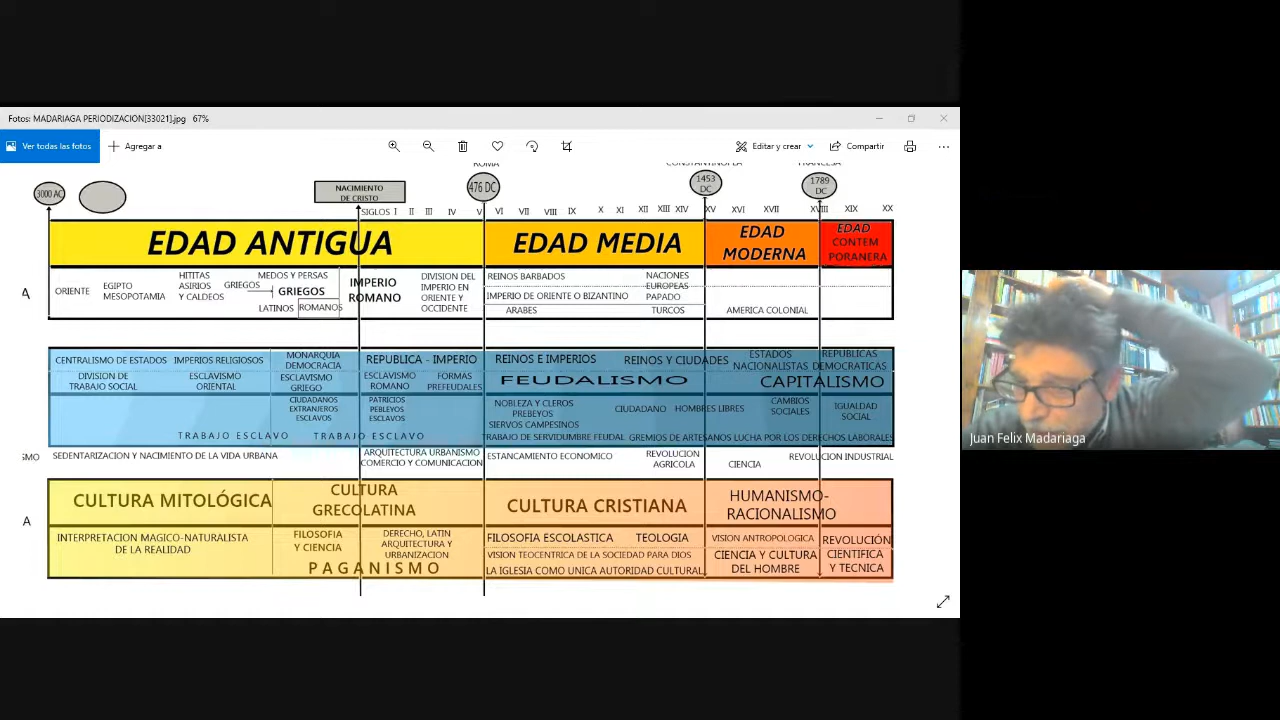 Fotos: MADARIAGA PERIODIZACION[33021].jpg 67%
Ver todas las fotos
Agregar a
Editar y crear
Compartir
ROMA
CONSTANTINOPLA
FRANCESA
3000 AC
NACIMIENTO
DE CRISTO
476 DC
1453
DC
1789
DC
SIGLOS I II III IV V VI VII VIII IX X XI XII XIII XIV XV XVI XVII XVIII XIX XX
EDAD ANTIGUA
EDAD MEDIA
EDAD
MODERNA
EDAD
CONTEM
PORANERA
A
ORIENTE
EGIPTO
MESOPOTAMIA
HITITAS
ASIRIOS
Y CALDEOS
GRIEGOS
MEDOS Y PERSAS
GRIEGOS
LATINOS
ROMANOS
IMPERIO
ROMANO
DIVISION DEL
IMPERIO EN
ORIENTE Y
OCCIDENTE
REINOS BARBADOS
IMPERIO DE ORIENTE O BIZANTINO
ARABES
NACIONES
EUROPEAS
PAPADO
TURCOS
AMERICA COLONIAL
CENTRALISMO DE ESTADOS
IMPERIOS RELIGIOSOS
MONARQUIA
DEMOCRACIA
REPUBLICA - IMPERIO
REINOS E IMPERIOS
REINOS Y CIUDADES
ESTADOS
NACIONALISTAS
REPUBLICAS
DEMOCRATICAS
DIVISION DE
TRABAJO SOCIAL
ESCLAVISMO
ORIENTAL
ESCLAVISMO
GRIEGO
ESCLAVISMO
ROMANO
FORMAS
PREFEUDALES
FEUDALISMO
CAPITALISMO
CIUDADANOS
EXTRANJEROS
ESCLAVOS
PATRICIOS
PEBLEYOS
ESCLAVOS
NOBLEZA Y CLEROS
PREBEYOS
SIERVOS CAMPESINOS
CIUDADANO
HOMBRES LIBRES
CAMBIOS
SOCIALES
IGUALDAD
SOCIAL
TRABAJO ESCLAVO
TRABAJO ESCLAVO
TRABAJO DE SERVIDUMBRE FEUDAL
GREMIOS DE ARTESANOS
LUCHA POR LOS DERECHOS LABORALES
SMO
SEDENTARIZACION Y NACIMIENTO DE LA VIDA URBANA
ARQUITECTURA URBANISMO
COMERCIO Y COMUNICACION
ESTANCAMIENTO ECONOMICO
REVOLUCION
AGRICOLA
CIENCIA
REVOLUCION INDUSTRIAL
A
CULTURA MITOLÓGICA
CULTURA
GRECOLATINA
CULTURA CRISTIANA
HUMANISMO-
RACIONALISMO
INTERPRETACION MAGICO-NATURALISTA
DE LA REALIDAD
FILOSOFIA
Y CIENCIA
DERECHO, LATIN
ARQUITECTURA Y
URBANIZACION
PAGANISMO
FILOSOFIA ESCOLASTICA
TEOLOGIA
VISION TEOCENTRICA DE LA SOCIEDAD PARA DIOS
LA IGLESIA COMO UNICA AUTORIDAD CULTURAL
VISION ANTROPOLOGICA
CIENCIA Y CULTURA
DEL HOMBRE
REVOLUCIÓN
CIENTIFICA
Y TECNICA
Juan Felix Madariaga